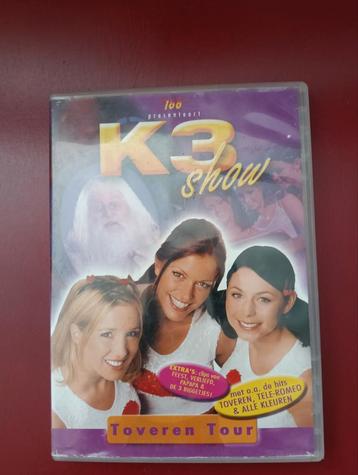 100
presenteert
K3
show
EXTRA'S: clips van
FEEST, VERLIEFD,
PAPAPA &
DE 3 BIGGETJES!
met o.a. de hits
TOVEREN, TELE-ROMEO
& ALLE KLEUREN
Toveren Tour